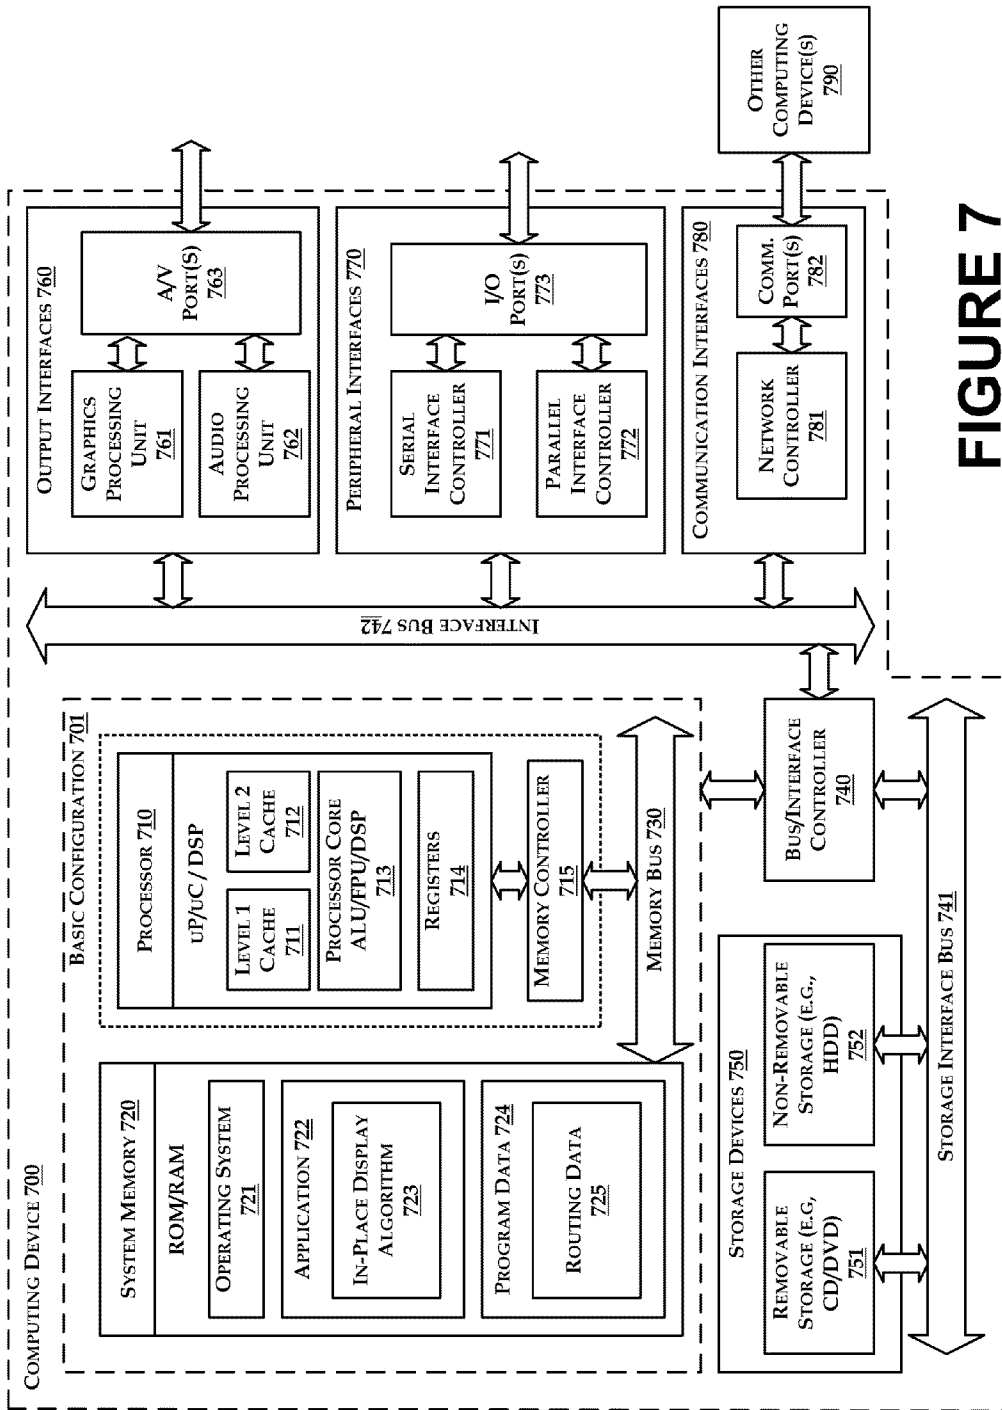 COMPUTING DEVICE 700
BASIC CONFIGURATION 701
SYSTEM MEMORY 720
ROM/RAM
OPERATING SYSTEM
721
APPLICATION 722
IN-PLACE DISPLAY
ALGORITHM
723
PROGRAM DATA 724
ROUTING DATA
725
PROCESSOR 710
UP/UC / DSP
LEVEL 1
CACHE
711
LEVEL 2
CACHE
712
PROCESSOR CORE
ALU/FPU/DSP
713
REGISTERS
714
MEMORY CONTROLLER
715
MEMORY BUS 730
BUS/INTERFACE
CONTROLLER
740
STORAGE DEVICES 750
REMOVABLE
STORAGE (E.G.,
CD/DVD)
751
NON-REMOVABLE
STORAGE (E.G.,
HDD)
752
STORAGE INTERFACE BUS 741
INTERFACE BUS 742
OUTPUT INTERFACES 760
GRAPHICS
PROCESSING
UNIT
761
AUDIO
PROCESSING
UNIT
762
A/V
PORT(S)
763
PERIPHERAL INTERFACES 770
SERIAL
INTERFACE
CONTROLLER
771
PARALLEL
INTERFACE
CONTROLLER
772
I/O
PORT(S)
773
COMMUNICATION INTERFACES 780
NETWORK
CONTROLLER
781
COMM.
PORT(S)
782
OTHER
COMPUTING
DEVICE(S)
790
FIGURE 7